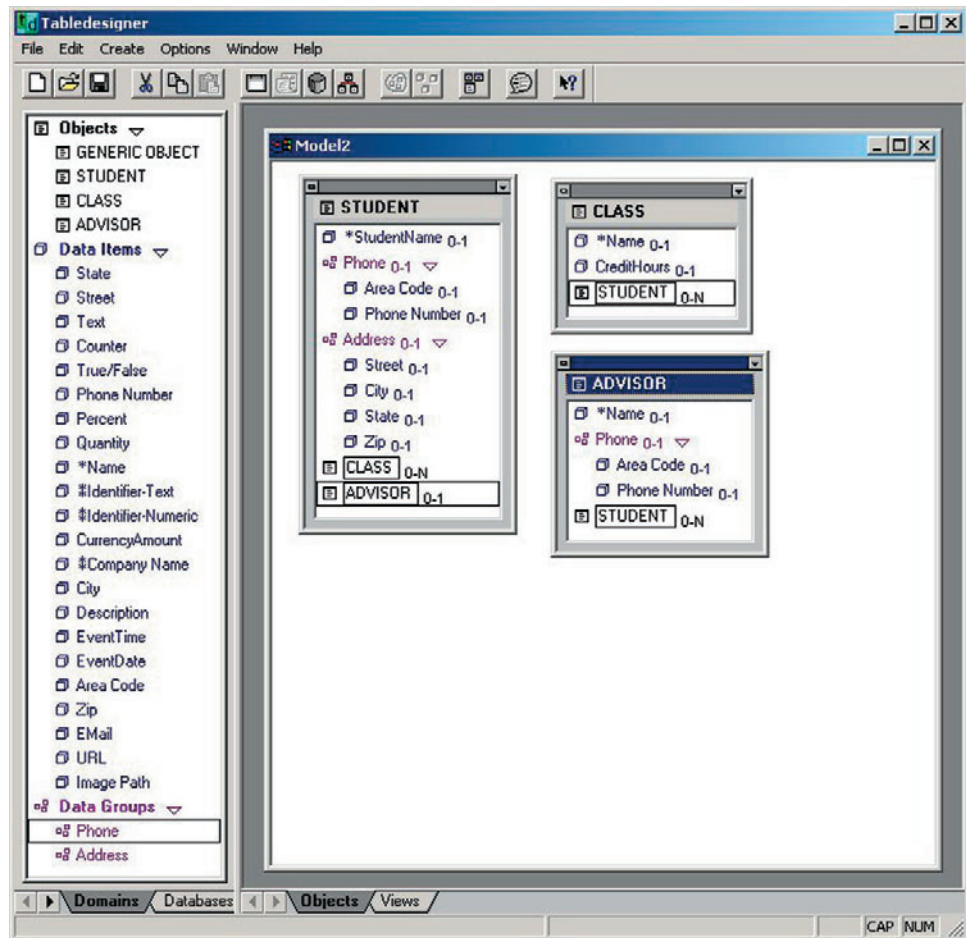 Tabledesigner
File Edit Create Options Window Help
Objects
GENERIC OBJECT
STUDENT
CLASS
ADVISOR
Data Items
State
Street
Text
Counter
True/False
Phone Number
Percent
Quantity
*Name
‡Identifier-Text
‡Identifier-Numeric
CurrencyAmount
‡Company Name
City
Description
EventTime
EventDate
Area Code
Zip
EMail
URL
Image Path
Data Groups
Phone
Address
Domains Databases
Model2
STUDENT
*StudentName 0-1
Phone 0-1
Area Code 0-1
Phone Number 0-1
Address 0-1
Street 0-1
City 0-1
State 0-1
Zip 0-1
CLASS 0-N
ADVISOR 0-1
CLASS
*Name 0-1
CreditHours 0-1
STUDENT 0-N
ADVISOR
*Name 0-1
Phone 0-1
Area Code 0-1
Phone Number 0-1
STUDENT 0-N
Objects Views
CAP NUM